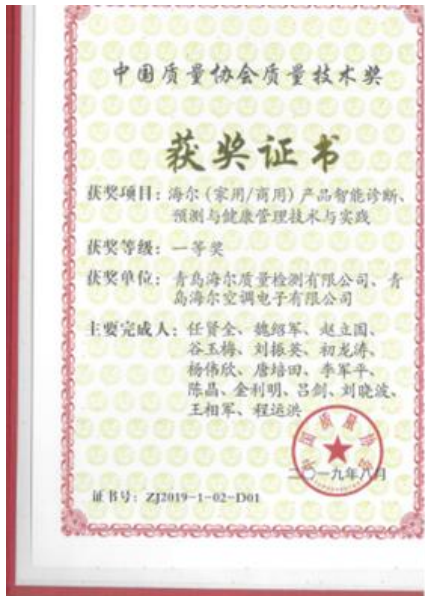 中国质量协会质量技术奖
获奖证书
获奖项目：海尔（家用/商用）产品智能诊断、
预测与健康管理技术与实践
获奖等级：一等奖
获奖单位：青岛海尔质量检测有限公司、青
岛海尔空调电子有限公司
主要完成人：任贤全、魏绍军、赵立国、
谷玉梅、刘振英、初龙涛、
杨伟欣、唐培田、李军平、
陈晶、金利明、吕剑、刘晓波、
王相军、程运洪
中国质量协会
二〇一九年八月
证书号：ZJ2019-1-02-D01